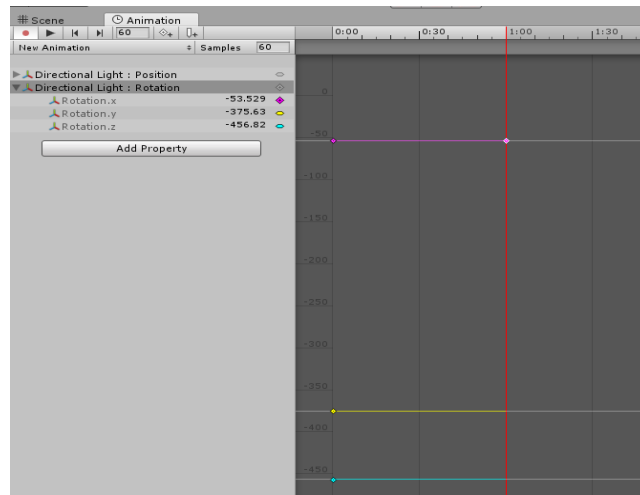 Scene Animation
60 0:00 0:30 1:00 1:30
New Animation Samples 60
Directional Light : Position
Directional Light : Rotation
Rotation.x -53.529
Rotation.y -375.63
Rotation.z -456.82
Add Property
0
-50
-100
-150
-200
-250
-300
-350
-400
-450